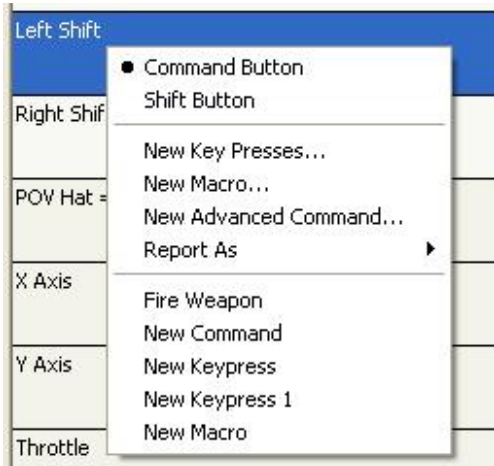 Left Shift
Command Button
Shift Button
Right Shif
New Key Presses...
New Macro...
POV Hat =
New Advanced Command...
Report As
X Axis
Fire Weapon
New Command
Y Axis
New Keypress
New Keypress 1
New Macro
Throttle